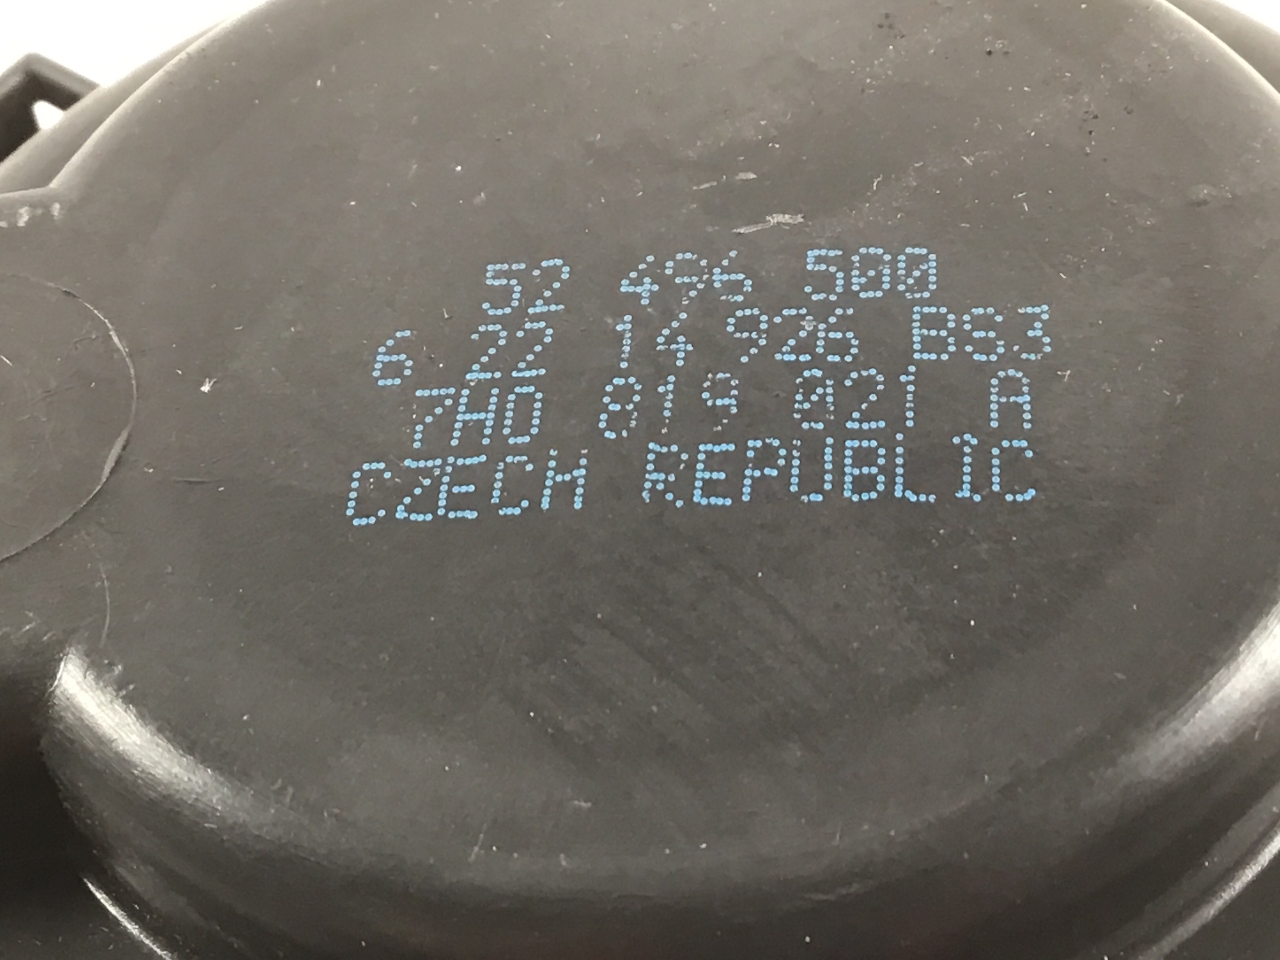 52 496 500
6 22 14 926 BS3
7H0 819 021 A
CZECH REPUBLIC